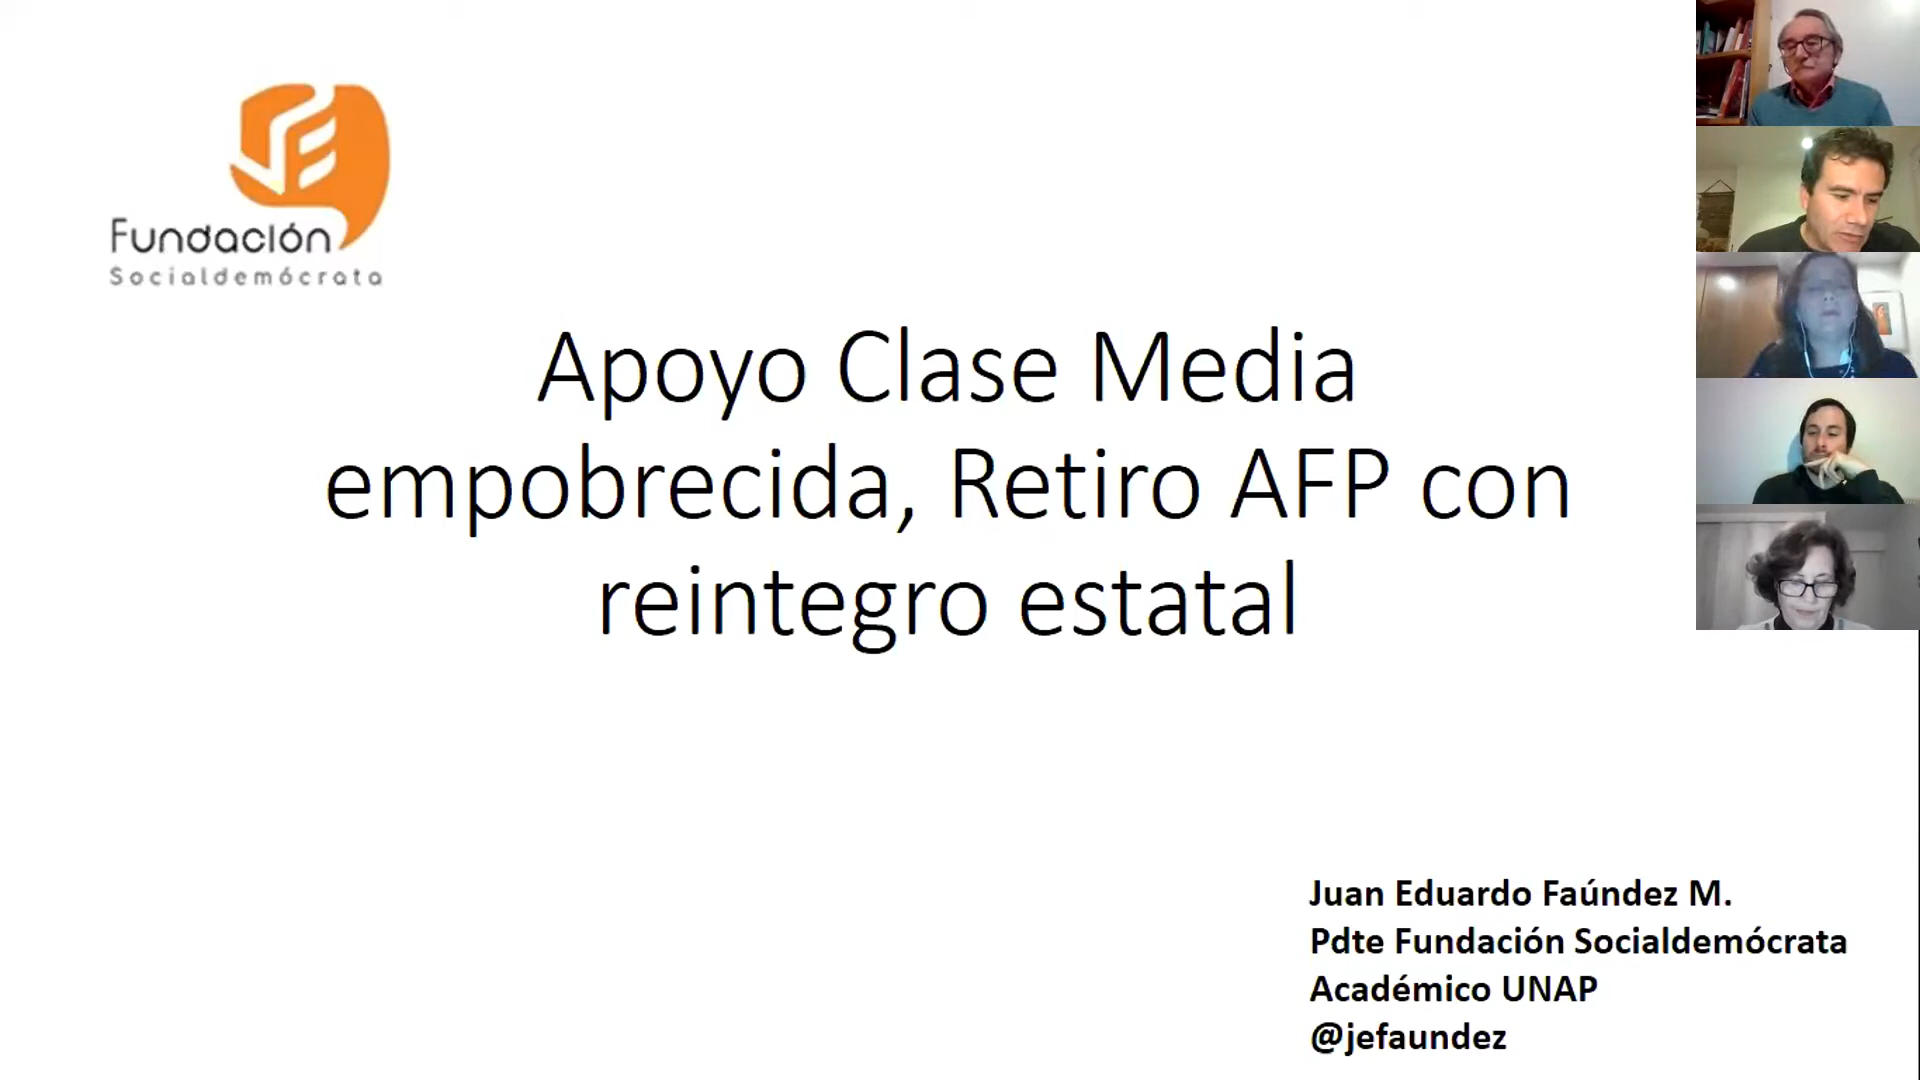 Fundación
Socialdemócrata
Apoyo Clase Media
empobrecida, Retiro AFP con
reintegro estatal
Juan Eduardo Faúndez M.
Pdte Fundación Socialdemócrata
Académico UNAP
@jefaundez